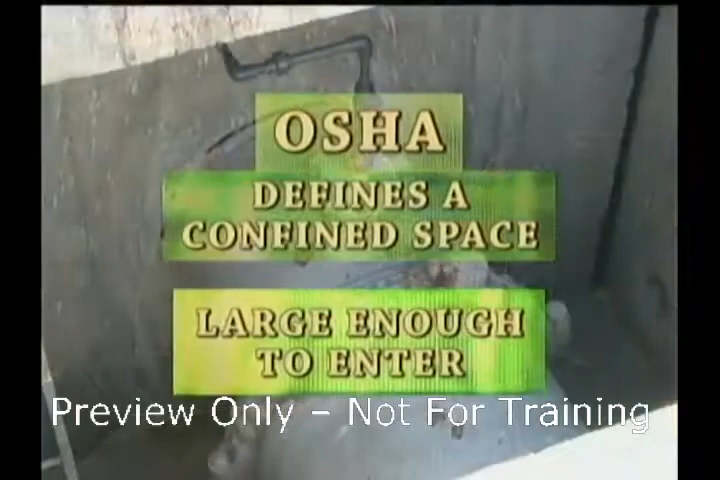 OSHA
DEFINES A
CONFINED SPACE
LARGE ENOUGH
TO ENTER
Preview Only – Not For Training